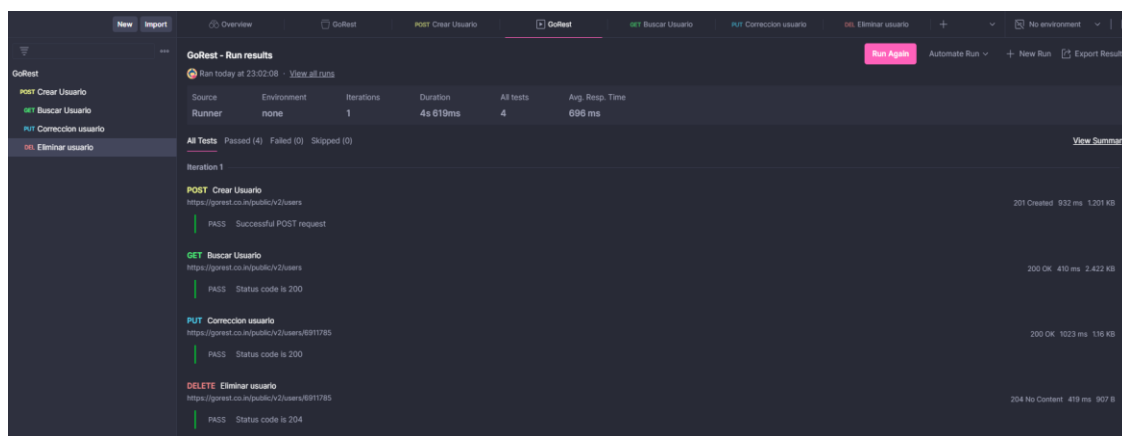 New Import
Overview GoRest POST Crear Usuario GoRest GET Buscar Usuario PUT Correccion usuario DEL Eliminar usuario No environment
GoRest
POST Crear Usuario
GET Buscar Usuario
PUT Correccion usuario
DEL Eliminar usuario
GoRest - Run results
Run Again Automate Run + New Run Export Result
Ran today at 23:02:08 · View all runs
Source Environment Iterations Duration All tests Avg. Resp. Time
Runner none 1 4s 619ms 4 696 ms
All Tests Passed (4) Failed (0) Skipped (0) View Summar
Iteration 1
POST Crear Usuario
https://gorest.co.in/public/v2/users
201 Created 932 ms 1.201 KB
PASS Successful POST request
GET Buscar Usuario
https://gorest.co.in/public/v2/users
200 OK 410 ms 2.422 KB
PASS Status code is 200
PUT Correccion usuario
https://gorest.co.in/public/v2/users/6911785
200 OK 1023 ms 1.16 KB
PASS Status code is 200
DELETE Eliminar usuario
https://gorest.co.in/public/v2/users/6911785
204 No Content 419 ms 907 B
PASS Status code is 204